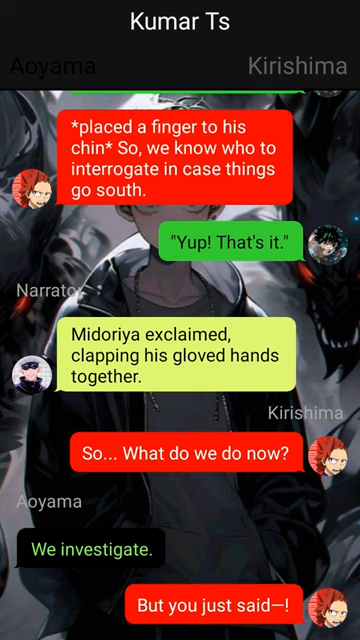 Kumar Ts
Aoyama
Kirishima
*placed a finger to his
chin* So, we know who to
interrogate in case things
go south.
"Yup! That's it."
Narrator
Midoriya exclaimed,
clapping his gloved hands
together.
Kirishima
So... What do we do now?
Aoyama
We investigate.
But you just said—!